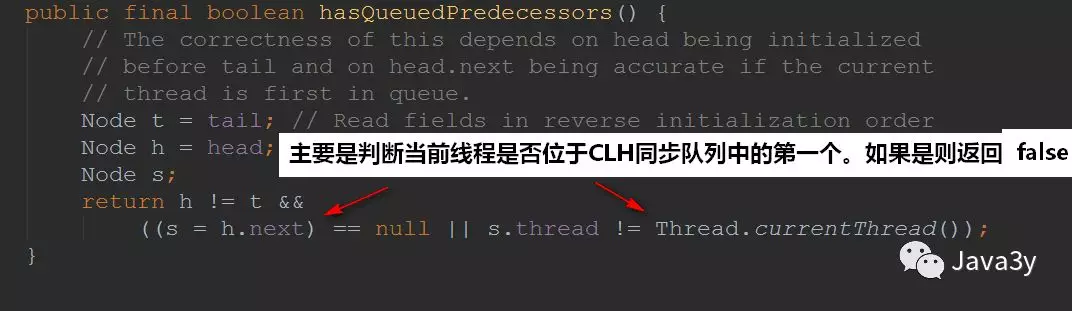 public final boolean hasQueuedPredecessors() {
// The correctness of this depends on head being initialized
// before tail and on head.next being accurate if the current
// thread is first in queue.
Node t = tail; // Read fields in reverse initialization order
Node h = head; 主要是判断当前线程是否位于CLH同步队列中的第一个。如果是则返回 false
Node s;
return h != t &&
((s = h.next) == null || s.thread != Thread.currentThread());
}
Java3y